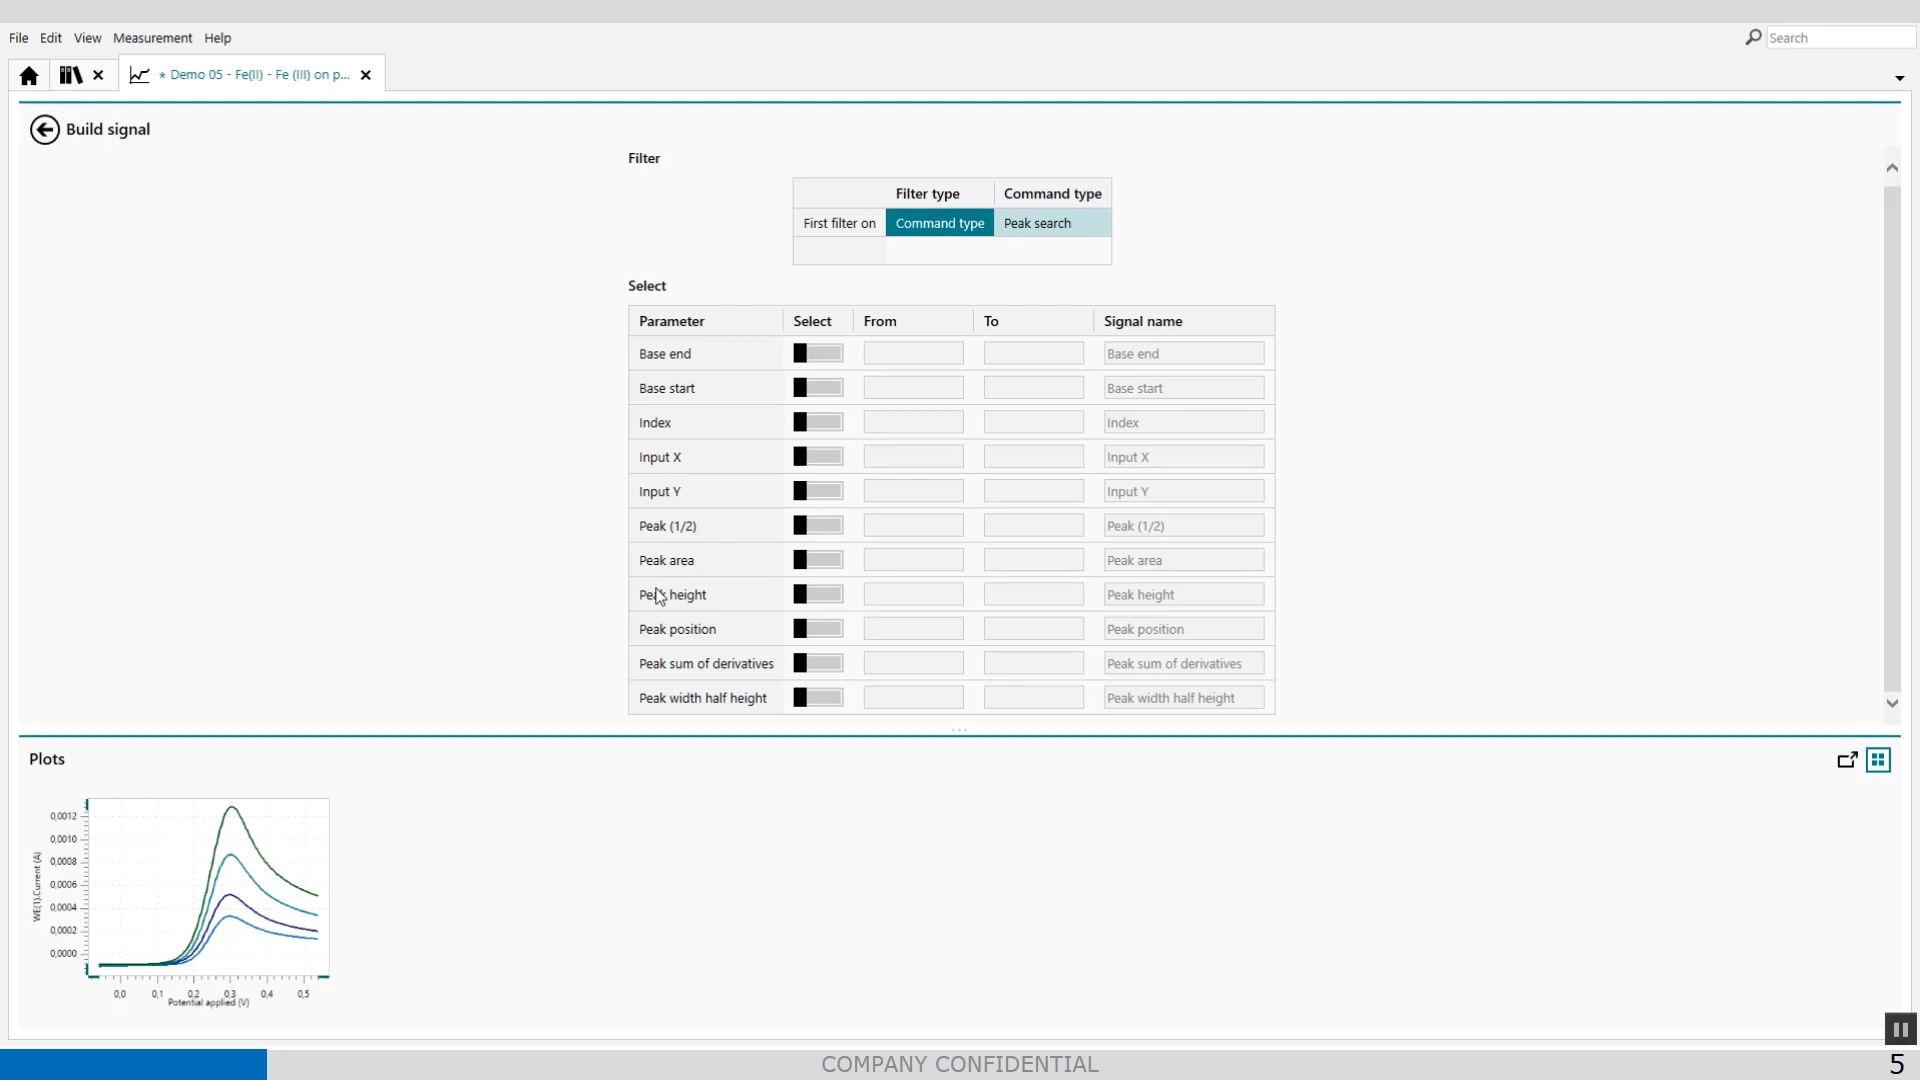 File Edit View Measurement Help
Search
* Demo 05 - Fe(II) - Fe (III) on p...
Build signal
Filter
Filter type Command type
First filter on Command type Peak search
Select
Parameter Select From To Signal name
Base end Base end
Base start Base start
Index Index
Input X Input X
Input Y Input Y
Peak (1/2) Peak (1/2)
Peak area Peak area
Peak height Peak height
Peak position Peak position
Peak sum of derivatives Peak sum of derivatives
Peak width half height Peak width half height
Plots
0,0012
0,0010
0,0008
0,0006
0,0004
0,0002
0,0000
WE(1).Current (A)
0,0 0,1 0,2 0,3 0,4 0,5
Potential applied (V)
COMPANY CONFIDENTIAL
5